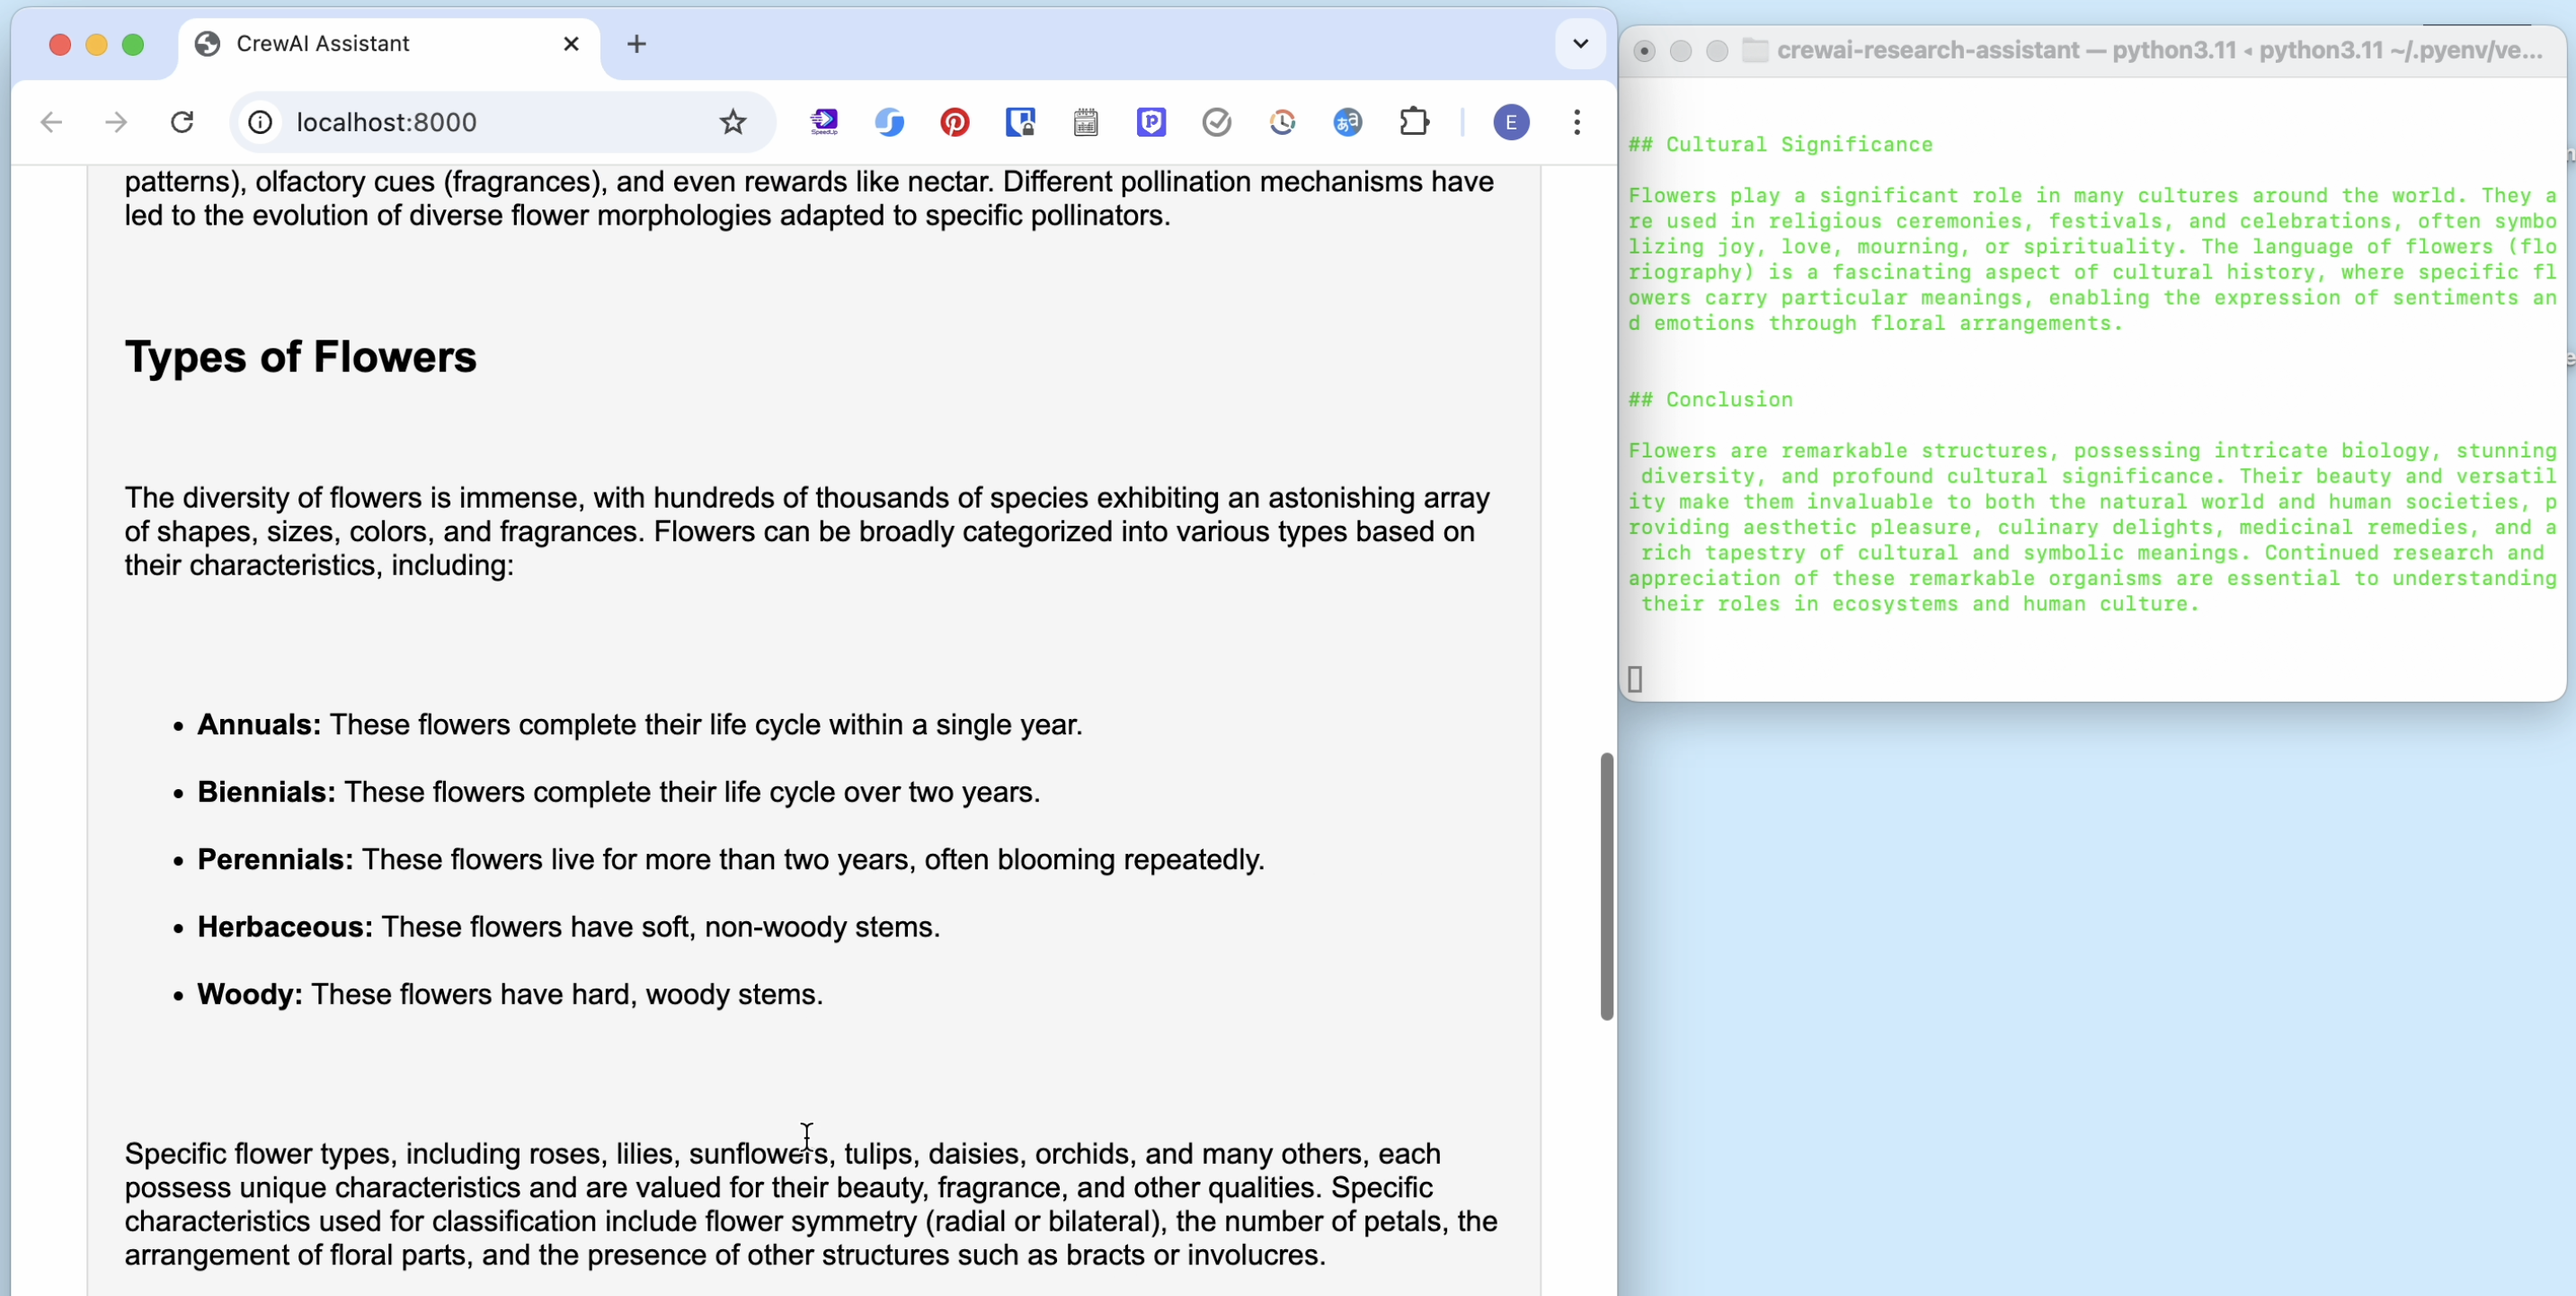 CrewAI Assistant
localhost:8000
SpeedUp
E
patterns), olfactory cues (fragrances), and even rewards like nectar. Different pollination mechanisms have
led to the evolution of diverse flower morphologies adapted to specific pollinators.
Types of Flowers
The diversity of flowers is immense, with hundreds of thousands of species exhibiting an astonishing array
of shapes, sizes, colors, and fragrances. Flowers can be broadly categorized into various types based on
their characteristics, including:
• Annuals: These flowers complete their life cycle within a single year.
• Biennials: These flowers complete their life cycle over two years.
• Perennials: These flowers live for more than two years, often blooming repeatedly.
• Herbaceous: These flowers have soft, non-woody stems.
• Woody: These flowers have hard, woody stems.
Specific flower types, including roses, lilies, sunflowers, tulips, daisies, orchids, and many others, each
possess unique characteristics and are valued for their beauty, fragrance, and other qualities. Specific
characteristics used for classification include flower symmetry (radial or bilateral), the number of petals, the
arrangement of floral parts, and the presence of other structures such as bracts or involucres.
crewai-research-assistant — python3.11 ◂ python3.11 ~/.pyenv/ve...
## Cultural Significance
Flowers play a significant role in many cultures around the world. They a
re used in religious ceremonies, festivals, and celebrations, often symbo
lizing joy, love, mourning, or spirituality. The language of flowers (flo
riography) is a fascinating aspect of cultural history, where specific fl
owers carry particular meanings, enabling the expression of sentiments an
d emotions through floral arrangements.
## Conclusion
Flowers are remarkable structures, possessing intricate biology, stunning
diversity, and profound cultural significance. Their beauty and versatil
ity make them invaluable to both the natural world and human societies, p
roviding aesthetic pleasure, culinary delights, medicinal remedies, and a
rich tapestry of cultural and symbolic meanings. Continued research and
appreciation of these remarkable organisms are essential to understanding
their roles in ecosystems and human culture.